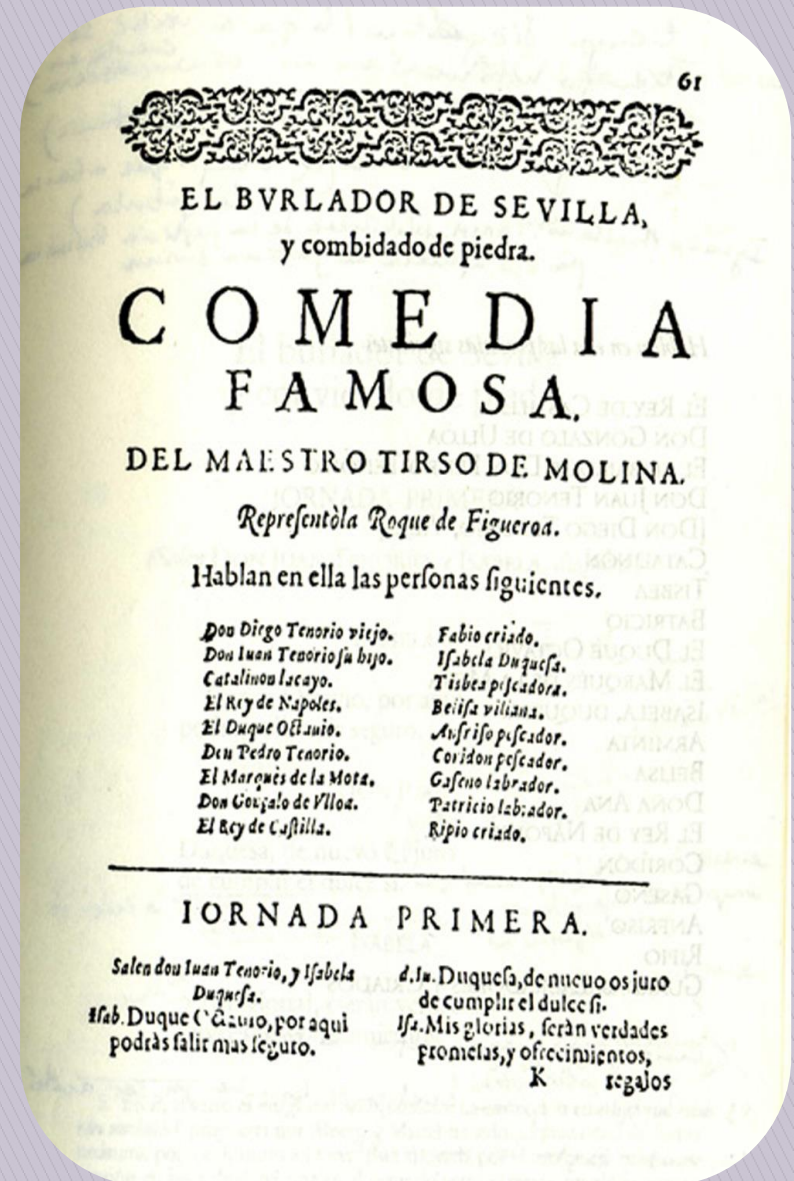 61
EL BVRLADOR DE SEVILLA,
y combidado de piedra.
COMEDIA
FAMOSA.
DEL MAESTRO TIRSO DE MOLINA.
Repreſentòla Roque de Figueroa.
Hablan en ella las perſonas ſiguientes.
Don Diego Tenorio viejo.
Don Iuan Tenorio ſu hijo.
Catalinon lacayo.
El Rey de Napoles.
El Duque Octauio.
Don Pedro Tenorio.
El Marquès de la Mota.
Don Gonçalo de Vlloa.
El Rey de Caſtilla.
Fabio criado.
Iſabela Duqueſa.
Tisbea peſcadora.
Beliſa villana.
Anfriſo peſcador.
Coridon peſcador.
Gaſeno labrador.
Patricio labrador.
Ripio criado.
IORNADA PRIMERA.
Salen don Iuan Tenorio, y Iſabela
Duqueſa.
Iſab. Duque Octauio, por aqui
podràs ſalir mas ſeguro.
d.Iu. Duqueſa, de nueuo os juro
de cumplir el dulce ſi.
Iſa. Mis glorias, ſeràn verdades
promeſas, y ofrecimientos,
K regalos